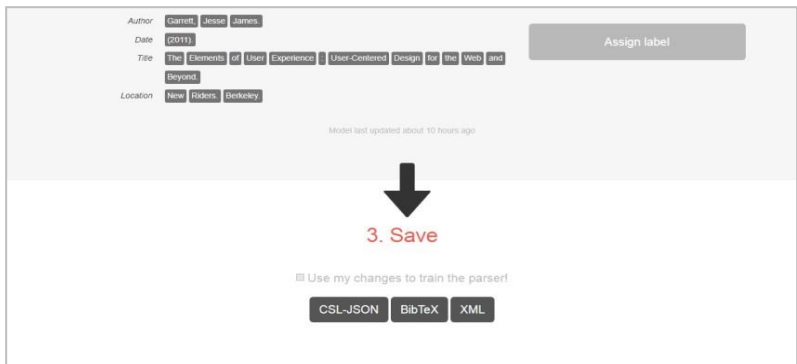 Author Garrett, Jesse James.
Date (2011).
Title The Elements of User Experience : User-Centered Design for the Web and
Beyond.
Location New Riders. Berkeley.
Assign label
Model last updated about 10 hours ago
3. Save
Use my changes to train the parser!
CSL-JSON BibTeX XML